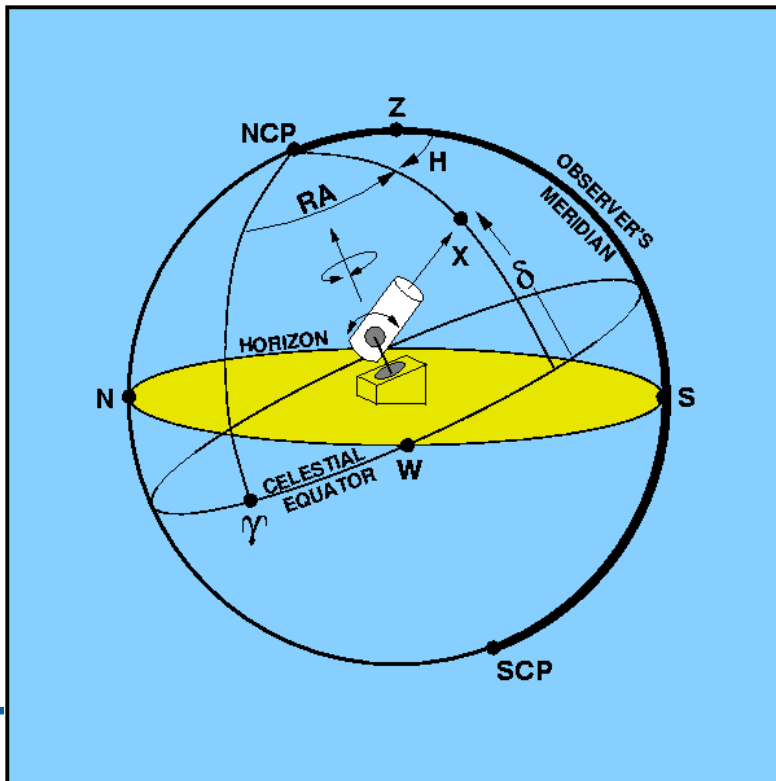 Z
NCP
H
OBSERVER'S
MERIDIAN
RA
X
δ
HORIZON
N
S
W
CELESTIAL
EQUATOR
γ
SCP